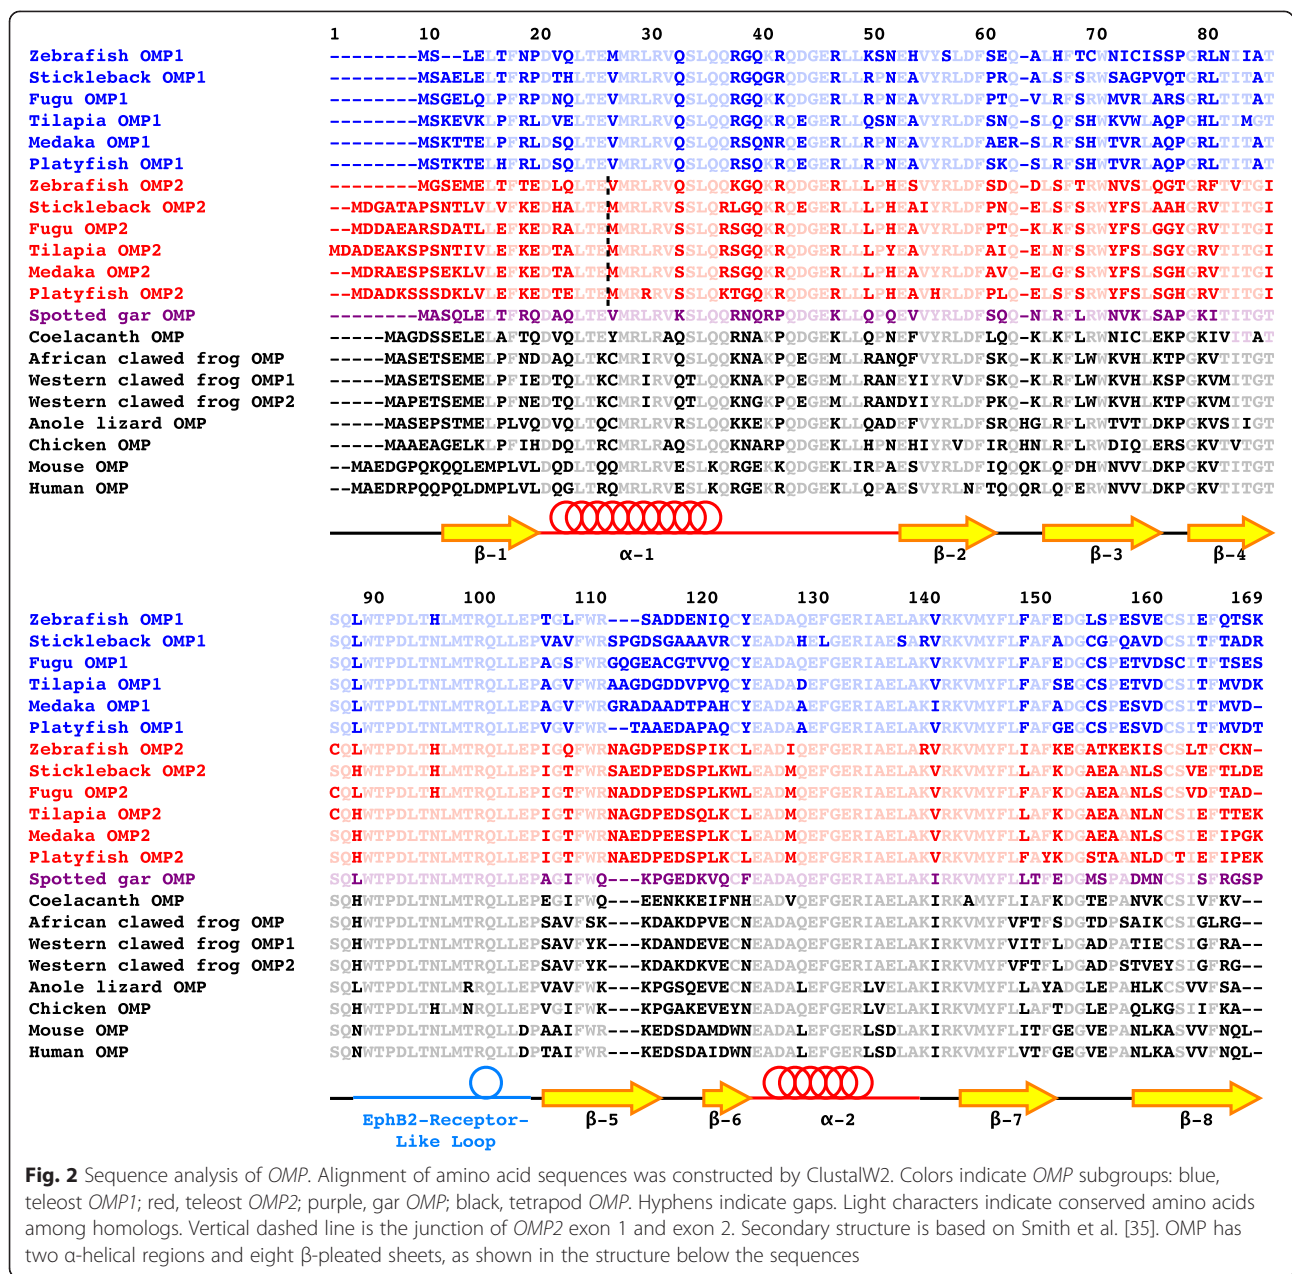 1 10 20 30 40 50 60 70 80
Zebrafish OMP1 --------MS--LELTFNPDVQLTEMMRLRVQSLQQRGQKRQDGERLLKSNEHVYSLDFSEQ-ALHFTCWNICISSPGRLNIIAT
Stickleback OMP1 --------MSAELELTFRPDTHLTEVMRLRVQSLQQRGQGRQDGERLLRPNEAVYRLDFPRQ-ALSFSRWSAGPVQTGRLTITAT
Fugu OMP1 --------MSGELQLPFRPDNQLTEVMRLRVQSLQQRGQKKQDGERLLRPNEAVYRLDFPTQ-VLRFSRWMVRLARSGRLTITAT
Tilapia OMP1 --------MSKEVKLPFRLDVELTEVMRLRVQSLQQRGQKRQEGERLLQSNEAVYRLDFSNQ-SLQFSHWKVWLAQPGHLTIMGT
Medaka OMP1 --------MSKTTELPFRLDSQLTEVMRLRVQSLQQRSQNRQEGERLLRPNEAVYRLDFAER-SLRFSHWTVRLAQPGRLTITAT
Platyfish OMP1 --------MSTKTELHFRLDSQLTEVMRLRVQSLQQRSQKRQEGERLLRPNEAVYRLDFSKQ-SLRFSHWTVRLAQPGRLTITAT
Zebrafish OMP2 --------MGSEMELTFTEDLQLTEVMRLRVQSLQQKGQKRQDGERLLLPHESVYRLDFSDQ-DLSFTRWNVSLQGTGRFTVTGI
Stickleback OMP2 --MDGATAPSNTLVLVFKEDHALTEMMRLRVSSLQQRLGQKRQEGERLLLPHEAIYRLDFPNQ-ELSFSRWYFSLAAHGRVTITGI
Fugu OMP2 --MDDAEARSDATLLEFKEDRALTEMMRLRVSSLQQRSGQKRQDGERLLLPHEAVYRLDFPTQ-KLKFSRWYFSLGGYGRVTITGI
Tilapia OMP2 MDADEAKSPSNTIVLEFKEDTALTEMMRLRVSSLQQRSGQKRQDGERLLLPYEAVYRLDFAIQ-ELNFSRWYFSLSGYGRVTITGI
Medaka OMP2 --MDRAESPSEKLVLEFKEDTALTEMMRLRVSSLQQRSGQKRQDGERLLLPHEAVYRLDFAVQ-ELGFSRWYFSLSGHGRVTITGI
Platyfish OMP2 --MDADKSSSDKLVLEFKEDTELTEMMRRRVSSLQQKTGQKRQDGERLLLPHEAVHRLDFPLQ-ELSFSRWYFSLSGHGRVTITGI
Spotted gar OMP --------MASQLELTFRQDAQLTEVMRLRVKSLQQRNQRPQDGEKLLQPQEVVYRLDFSQQ-NLRFLRWNVKLSAPGKITITGT
Coelacanth OMP -----MAGDSSELELAFTQDVQLTEYMRLRAQSLQQRNAKPQDGEKLLQPNEFVYRLDFLQQ-KLKFLRWNICLEKPGKIVITAT
African clawed frog OMP -----MASETSEMELPFNDDAQLTKCMRIRVQSLQQKNAKPQEGEMLLRANQFVYRLDFSKQ-KLRFLWWKVHLKTPGKVTITGT
Western clawed frog OMP1 -----MASETSEMELPFIEDTQLTKCMRIRVQTLQQKNAKPQEGEMLLRANEYIYRVDFSKQ-KLRFLWWKVHLKSPGKVMITGT
Western clawed frog OMP2 -----MAPETSEMELPFNEDTQLTKCMRIRVQTLQQKNGKPQEGEMLLRANDYIYRLDFPKQ-KLRFLWWKVHLKTPGKVMITGT
Anole lizard OMP -----MASEPSTMELPLVQDVQLTQCMRLRVRSLQQKKEKPQDGEKLLQADEFVYRLDFSRQHGLRFLRWTVTLDKPGKVSIIGT
Chicken OMP -----MAAEAGELKLPFIHDDQLTRCMRLRAQSLQQKNARPQDGEKLLHPNEHIYRVDFIRQHNLRFLRWDIQLERSGKVTVTGT
Mouse OMP --MAEDGPQKQQLEMPLVLDQDLTQQMRLRVESLKQRGEKKQDGEKLIRPAESVYRLDFIQQQKLQFDHWNVVLDKPGKVTITGT
Human OMP --MAEDRPQQPQLDMPLVLDQGLTRQMRLRVESLKQRGEKRQDGEKLLQPAESVYRLNFTQQQRLQFERWNVVLDKPGKVTITGT
β-1 α-1 β-2 β-3 β-4
90 100 110 120 130 140 150 160 169
Zebrafish OMP1 SQLWTPDLTHLMTRQLLEPTGLFWR---SADDENIQCYEADAQEFGERIAELAKVRKVMYFLFAFEDGLSPESVECSIEFQTSK
Stickleback OMP1 SQLWTPDLTNLMTRQLLEPVAVFWRSPGDSGAAAVRCYEADAHELGERIAESARVRKVMYFLFAFADGCGPQAVDCSITFTADR
Fugu OMP1 SQLWTPDLTNLMTRQLLEPAGSFWRGQGEACGTVVQCYEADAQEFGERIAELAKVRKVMYFLFAFEDGCSPETVDSCITFTSES
Tilapia OMP1 SQLWTPDLTNLMTRQLLEPAGVFWRAAGDGDDVPVQCYEADADEFGERIAELAKVRKVMYFLFAFSEGCSPETVDCSITFMVDK
Medaka OMP1 SQLWTPDLTNLMTRQLLEPAGVFWRGRADAADTPAHCYEADAAEFGERIAELAKIRKVMYFLFAFADGCSPESVDCSITFMVD-
Platyfish OMP1 SQLWTPDLTNLMTRQLLEPVGVFWR--TAAEDAPAQCYEADAAEFGERIAELAKVRKVMYFLFAFGEGCSPESVDCSITFMVDT
Zebrafish OMP2 CQLWTPDLTHLMTRQLLEPIGQFWRNAGDPEDSPIKCLEADIQEFGERIAELARVRKVMYFLIAFKEGATKEKISCSLTFCKN-
Stickleback OMP2 SQHWTPDLTHLMTRQLLEPIGTFWRSAEDPEDSPLKWLEADMQEFGERIAELAKVRKVMYFLLAFKDGAEAANLSCSVEFTLDE
Fugu OMP2 CQHWTPDLTHLMTRQLLEPIGTFWRNADDPEDSPLKWLEADMQEFGERIAELAKVRKVMYFLFAFKDGAEAANLSCSVDFTAD-
Tilapia OMP2 CQHWTPDLTNLMTRQLLEPIGTFWRNAGDPEDSQLKCLEADMQEFGERIAELAKVRKVMYFLLAFKDGAEAANLNCSIEFTTEK
Medaka OMP2 SQHWTPDLTNLMTRQLLEPIGTFWRNAEDPEESPLKCLEADMQEFGERIAELAKVRKVMYFLLAFKDGAEAANLSCSIEFIPGK
Platyfish OMP2 SQHWTPDLTNLMTRQLLEPIGTFWRNAEDPEDSPLKCLEADMQEFGERIAELAKVRKVMYFLFAYKDGSTAANLDCTIEFIPEK
Spotted gar OMP SQLWTPDLTNLMTRQLLEPAGIFWQ---KPGEDKVQCFEADAQEFGERIAELAKIRKVMYFLLTFEDGMSPADMNCSISFRGSP
Coelacanth OMP SQHWTPDLTNLMTRQLLEPEGIFWQ---EENKKEIFNHEADVQEFGERIAELAKIRKAMYFLIAFKDGTEPANVKCSIVFKV--
African clawed frog OMP SQHWTPDLTNLMTRQLLEPSAVFSK---KDAKDPVECNEADAQEFGERIAELAKIRKVMYFVFTFSDGTDPSAIKCSIGLRG--
Western clawed frog OMP1 SQHWTPDLTNLMTRQLLEPSAVFYK---KDANDEVECNEADAQEFGERIAELAKIRKVMYFVITFLDGADPATIECSIGFRA--
Western clawed frog OMP2 SQHWTPDLTNLMTRQLLEPSAVFYK---KDAKDKVECNEADAQEFGERIAELAKIRKVMYFVFTFLDGADPSTVEYSIGFRG--
Anole lizard OMP SQLWTPDLTNLMRRQLLEPVAVFWK---KPGSQEVECNEADALEFGERLVELAKIRKVMYFLLAYADGLEPAHLKCSVVFSA--
Chicken OMP SQHWTPDLTHLMNRQLLEPVGIFWK---KPGAKEVEYNEADAQEFGERLVELAKIRKVMYFLLAFTDGLEPAQLKGSIIFKA--
Mouse OMP SQNWTPDLTNLMTRQLLDPAAIFWR---KEDSDAMDWNEADALEFGERLSDLAKIRKVMYFLITFGEGVEPANLKASVVFNQL-
Human OMP SQNWTPDLTNLMTRQLLDPTAIFWR---KEDSDAIDWNEADALEFGERLSDLAKIRKVMYFLVTFGEGVEPANLKASVVFNQL-
EphB2-Receptor-
Like Loop
β-5 β-6 α-2 β-7 β-8
Fig. 2 Sequence analysis of OMP. Alignment of amino acid sequences was constructed by ClustalW2. Colors indicate OMP subgroups: blue,
teleost OMP1; red, teleost OMP2; purple, gar OMP; black, tetrapod OMP. Hyphens indicate gaps. Light characters indicate conserved amino acids
among homologs. Vertical dashed line is the junction of OMP2 exon 1 and exon 2. Secondary structure is based on Smith et al. [35]. OMP has
two α-helical regions and eight β-pleated sheets, as shown in the structure below the sequences